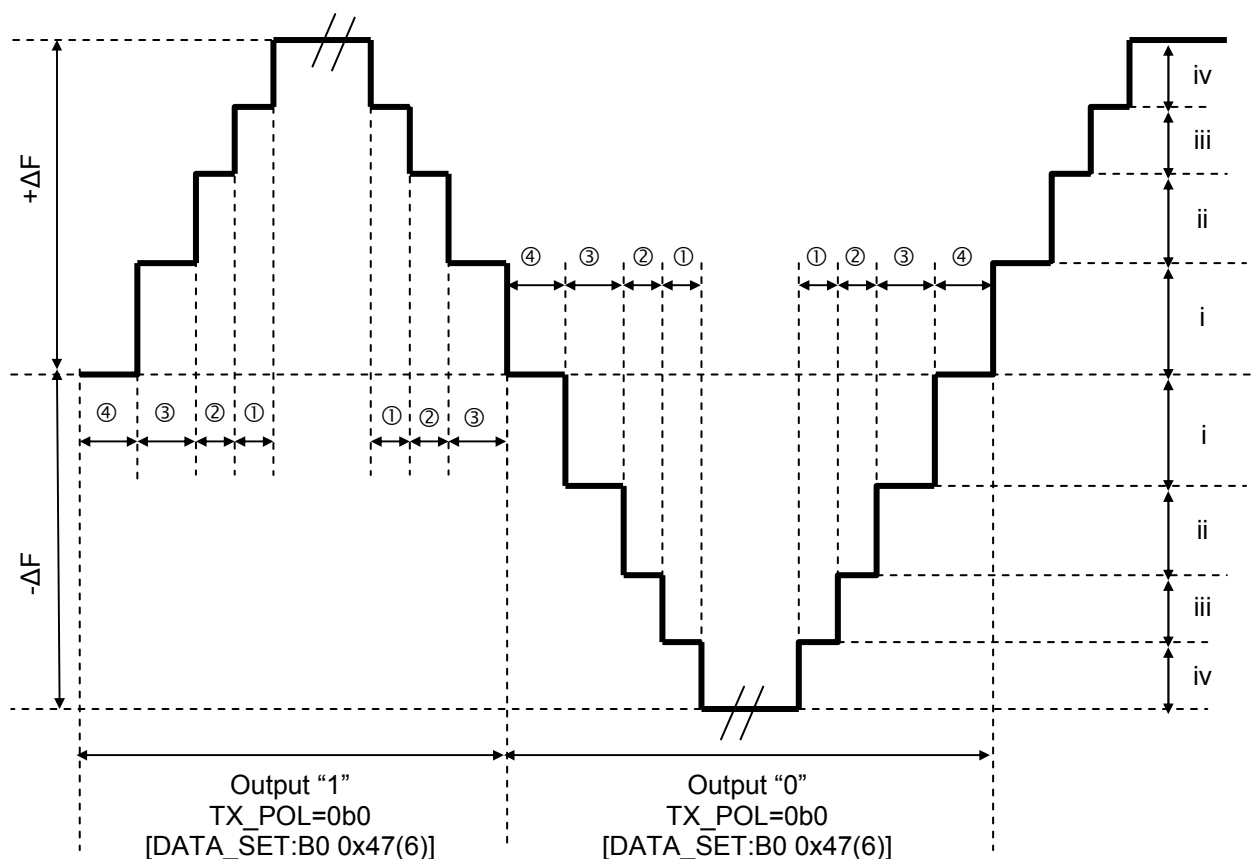 iv
iii
+ΔF
ii
④ ③ ② ① ① ② ③ ④
i
④ ③ ② ① ① ② ③
i
ii
-ΔF
iii
iv
Output “1” Output “0”
TX_POL=0b0 TX_POL=0b0
[DATA_SET:B0 0x47(6)] [DATA_SET:B0 0x47(6)]